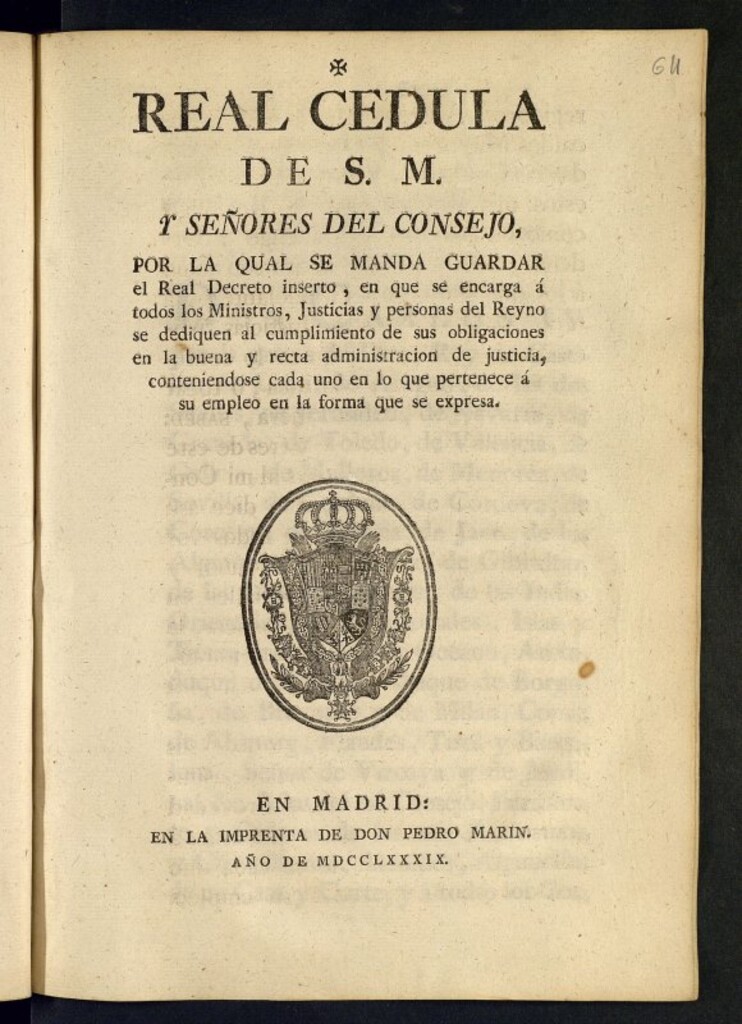 64
✠
REAL CEDULA
DE S. M.
Y SEÑORES DEL CONSEJO,
POR LA QUAL SE MANDA GUARDAR
el Real Decreto inserto, en que se encarga á
todos los Ministros, Justicias y personas del Reyno
se dediquen al cumplimiento de sus obligaciones
en la buena y recta administracion de justicia,
conteniendose cada uno en lo que pertenece á
su empleo en la forma que se expresa.
EN MADRID:
EN LA IMPRENTA DE DON PEDRO MARIN.
AÑO DE MDCCLXXXIX.